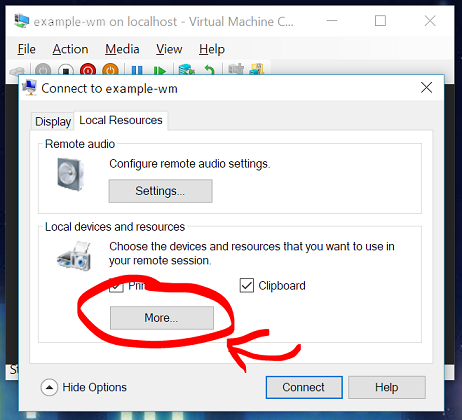 example-wm on localhost - Virtual Machine C...
File Action Media View Help
Connect to example-wm
Display Local Resources
Remote audio
Configure remote audio settings.
Settings...
Local devices and resources
Choose the devices and resources that you want to use in
your remote session.
Clipboard
More...
Hide Options Connect Help